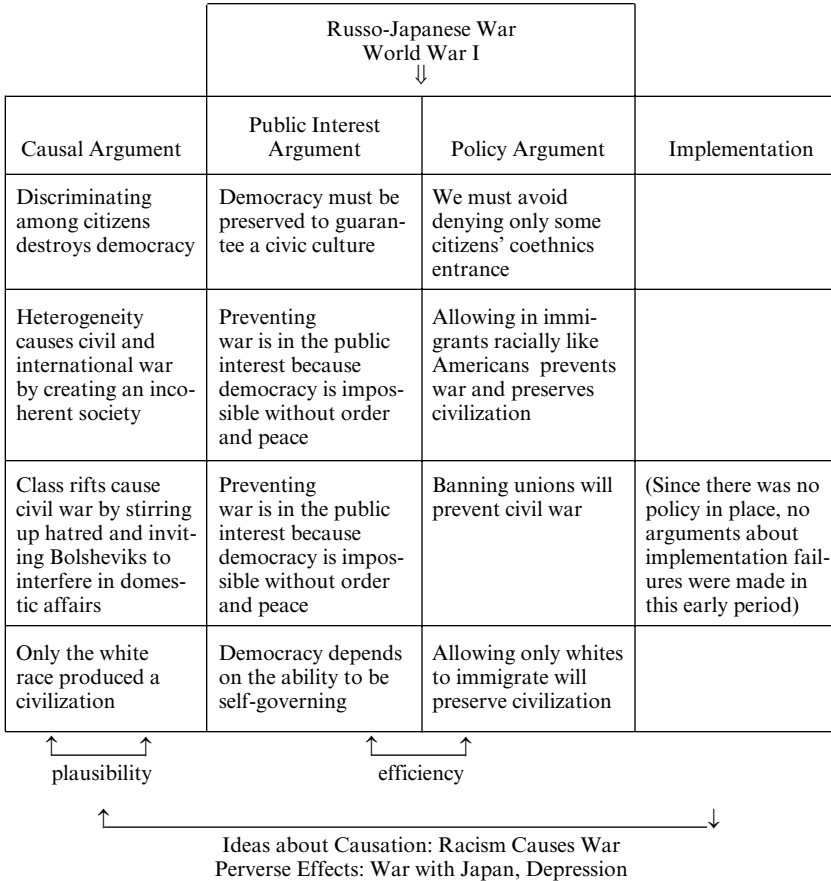 Russo-Japanese War
World War I
⇓
Causal Argument
Public Interest
Argument
Policy Argument
Implementation
Discriminating
among citizens
destroys democracy
Democracy must be
preserved to guaran-
tee a civic culture
We must avoid
denying only some
citizens’ coethnics
entrance
Heterogeneity
causes civil and
international war
by creating an inco-
herent society
Preventing
war is in the public
interest because
democracy is impos-
sible without order
and peace
Allowing in immi-
grants racially like
Americans prevents
war and preserves
civilization
Class rifts cause
civil war by stirring
up hatred and invit-
ing Bolsheviks to
interfere in domes-
tic affairs
Preventing
war is in the public
interest because
democracy is impos-
sible without order
and peace
Banning unions will
prevent civil war
(Since there was no
policy in place, no
arguments about
implementation fail-
ures were made in
this early period)
Only the white
race produced a
civilization
Democracy depends
on the ability to be
self-governing
Allowing only whites
to immigrate will
preserve civilization
plausibility
efficiency
Ideas about Causation: Racism Causes War
Perverse Effects: War with Japan, Depression